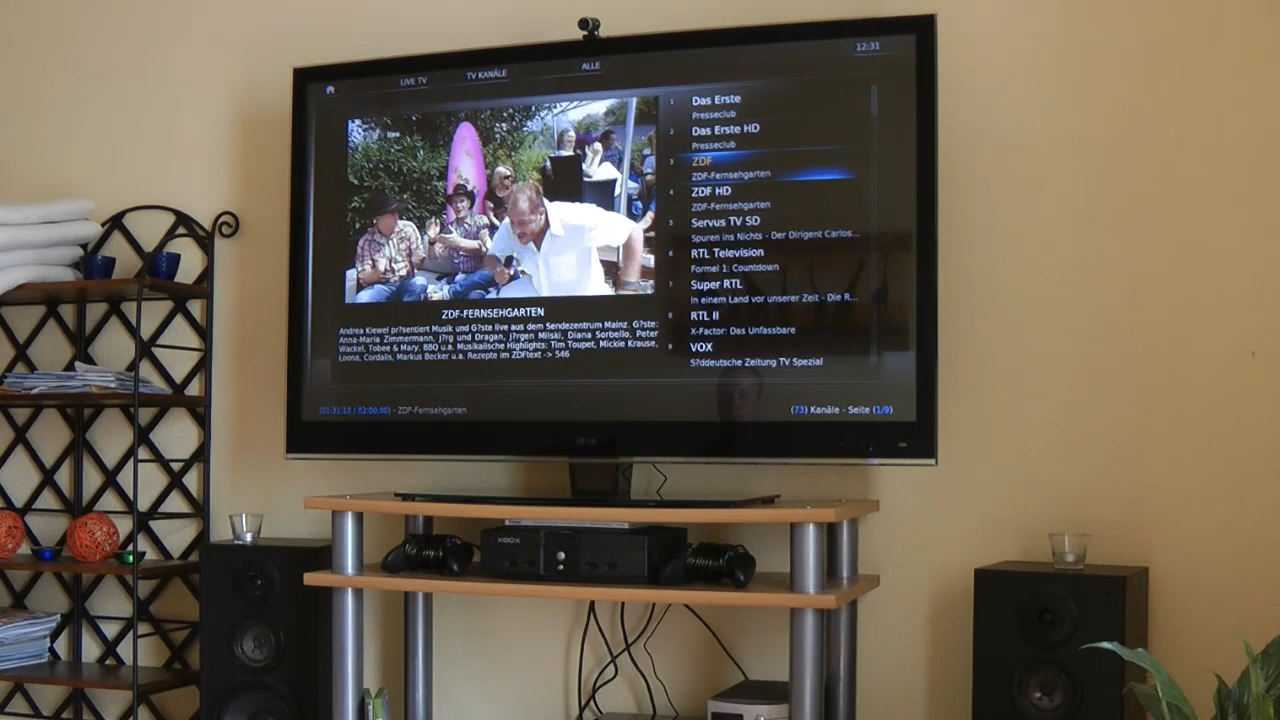 12:31
LIVE TV
TV KANÄLE
ALLE
live
1 Das Erste
Presseclub
2 Das Erste HD
Presseclub
3 ZDF
ZDF-Fernsehgarten
4 ZDF HD
ZDF-Fernsehgarten
5 Servus TV SD
Spuren ins Nichts - Der Dirigent Carlos...
6 RTL Television
Formel 1: Countdown
7 Super RTL
In einem Land vor unserer Zeit - Die R...
8 RTL II
X-Factor: Das Unfassbare
9 VOX
S?ddeutsche Zeitung TV Spezial
ZDF-FERNSEHGARTEN
Andrea Kiewel pr?sentiert Musik und G?ste live aus dem Sendezentrum Mainz. G?ste:
Anna-Maria Zimmermann, J?rg und Dragan, J?rgen Milski, Diana Sorbello, Peter
Wackel, Tobee & Mary, BBQ u.a. Musikalische Highlights: Tim Toupet, Mickie Krause,
Loona, Cordalis, Markus Becker u.a. Rezepte im ZDFtext -> 546
(01:31:15 / 02:00:00) - ZDF-Fernsehgarten
(73) Kanäle - Seite (1/9)
LG
XBOX